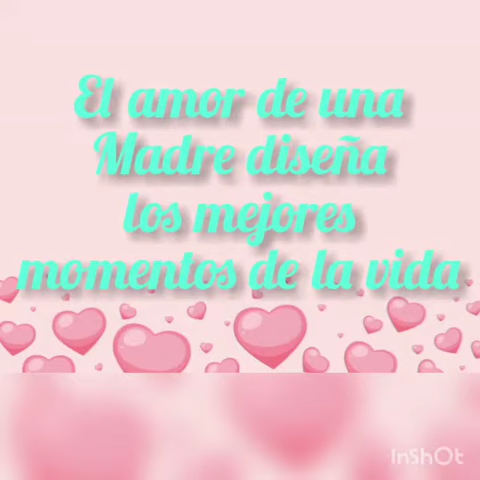 El amor de una
Madre diseña
los mejores
momentos de la vida
InShOt